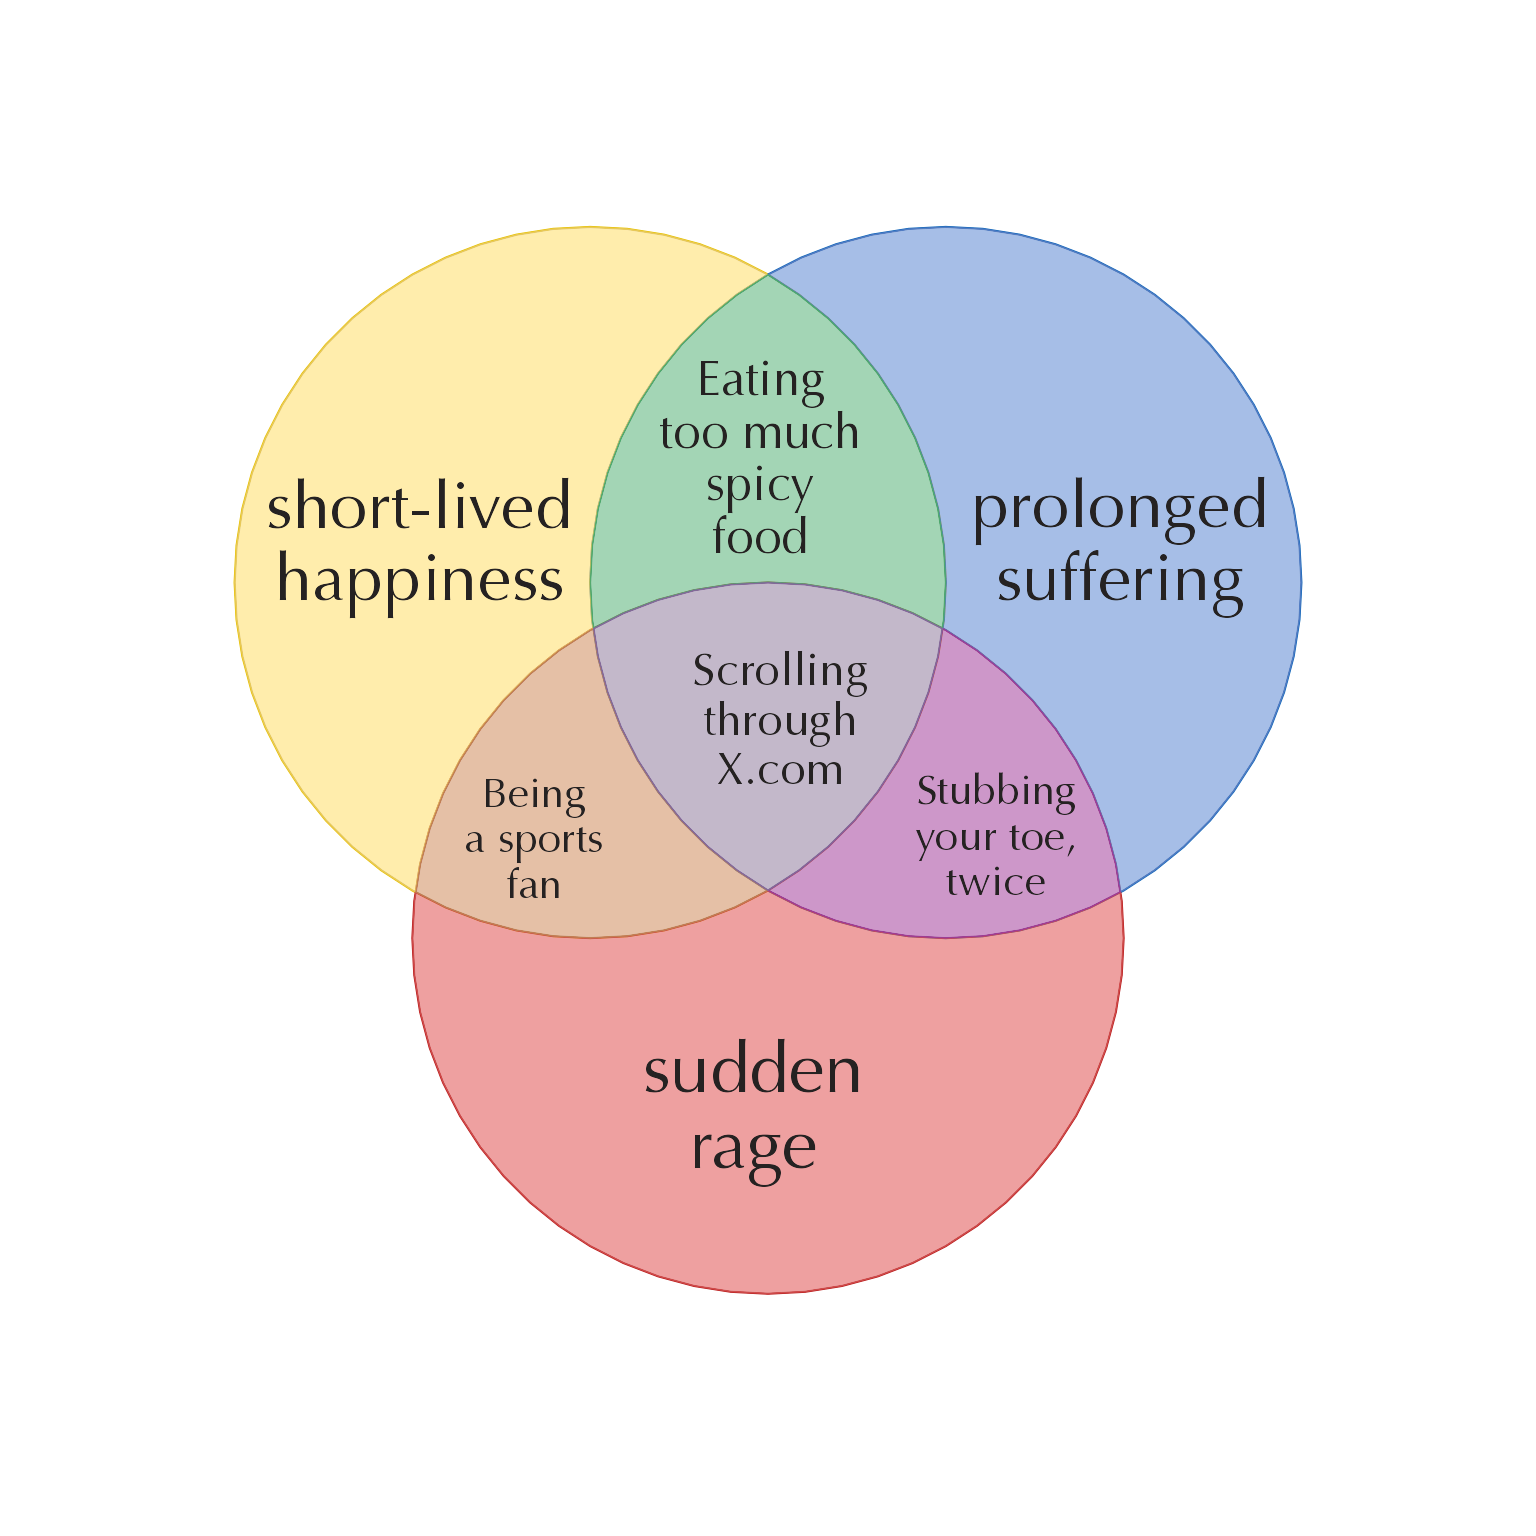 Eating
too much
spicy
food
short-lived
happiness
prolonged
suffering
Scrolling
through
X.com
Being
a sports
fan
Stubbing
your toe,
twice
sudden
rage